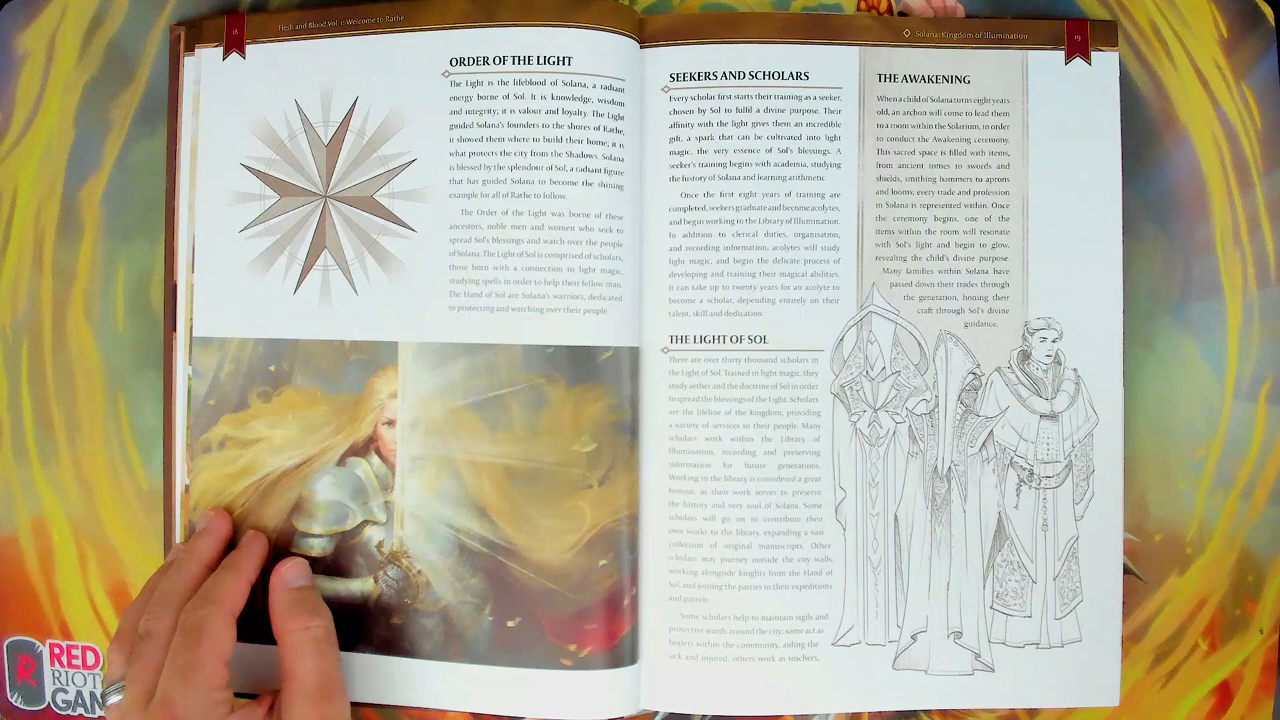 18
Flesh and Blood Vol. 1: Welcome to Rathe
ORDER OF THE LIGHT
The Light is the lifeblood of Solana, a radiant
energy borne of Sol. It is knowledge, wisdom
and integrity; it is valour and loyalty. The Light
guided Solana's founders to the shores of Rathe,
it showed them where to build their home, it is
what protects the city from the Shadows. Solana
is blessed by the splendour of Sol, a radiant figure
that has guided Solana to become the shining
example for all of Rathe to follow.
The Order of the Light was borne of these
ancestors, noble men and women who seek to
spread Sol's blessings and watch over the people
of Solana. The Light of Sol is comprised of scholars,
those born with a connection to light magic,
studying spells in order to help their fellow man.
The Hand of Sol are Solana's warriors, dedicated
to protecting and watching over their people.
Solana: Kingdom of Illumination
19
SEEKERS AND SCHOLARS
Every scholar first starts their training as a seeker,
chosen by Sol to fulfil a divine purpose. Their
affinity with the light gives them an incredible
gift, a spark that can be cultivated into light
magic, the very essence of Sol's blessings. A
seeker's training begins with academia, studying
the history of Solana and learning arithmetic.
Once the first eight years of training are
completed, seekers graduate and become acolytes,
and begin working in the Library of Illumination.
In addition to clerical duties, organisation,
and recording information, acolytes will study
light magic, and begin the delicate process of
developing and training their magical abilities.
It can take up to twenty years for an acolyte to
become a scholar, depending entirely on their
talent, skill and dedication.
THE LIGHT OF SOL
There are over thirty thousand scholars in
the Light of Sol. Trained in light magic, they
study aether and the doctrine of Sol in order
to spread the blessings of the Light. Scholars
are the lifeline of the kingdom, providing
a variety of services to their people. Many
scholars work within the Library of
Illumination, recording and preserving
information for future generations.
Working in the library is considered a great
honour, as their work serves to preserve
the history and very soul of Solana. Some
scholars will go on to contribute their
own works to the library, expanding a vast
collection of original manuscripts. Other
scholars may journey outside the city walls,
working alongside knights from the Hand of
Sol, and joining the parties in their expeditions
and patrols.
Some scholars help to maintain sigils and
protective wards around the city; some act as
healers within the community, aiding the
sick and injured; others work as teachers,
THE AWAKENING
When a child of Solana turns eight years
old, an archon will come to lead them
to a room within the Solarium, in order
to conduct the Awakening ceremony.
This sacred space is filled with items,
from ancient tomes to swords and
shields, smithing hammers to aprons
and looms; every trade and profession
in Solana is represented within. Once
the ceremony begins, one of the
items within the room will resonate
with Sol's light and begin to glow,
revealing the child's divine purpose.
Many families within Solana have
passed down their trades through
the generation, honing their
craft through Sol's divine
guidance.
R
RED
RIOT
GAM